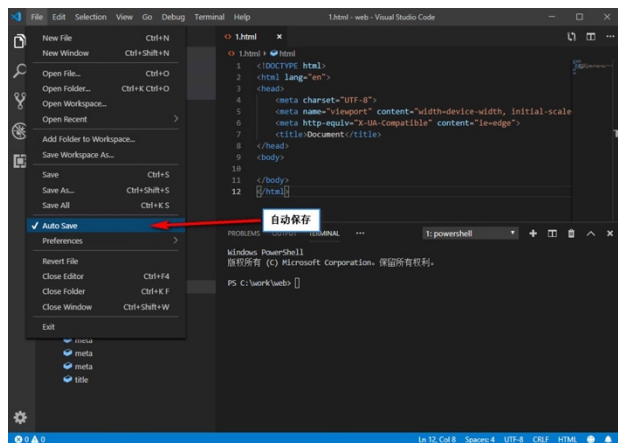 File Edit Selection View Go Debug Terminal Help
1.html - web - Visual Studio Code
New File Ctrl+N
New Window Ctrl+Shift+N
Open File... Ctrl+O
Open Folder... Ctrl+K Ctrl+O
Open Workspace...
Open Recent
Add Folder to Workspace...
Save Workspace As...
Save Ctrl+S
Save As... Ctrl+Shift+S
Save All Ctrl+K S
Auto Save
Preferences
Revert File
Close Editor Ctrl+F4
Close Folder Ctrl+K F
Close Window Ctrl+Shift+W
Exit
meta
meta
meta
title
1.html
1.html html
1 <!DOCTYPE html>
2 <html lang="en">
3 <head>
4 <meta charset="UTF-8">
5 <meta name="viewport" content="width=device-width, initial-scale
6 <meta http-equiv="X-UA-Compatible" content="ie=edge">
7 <title>Document</title>
8 </head>
9 <body>
10
11 </body>
12 </html>
自动保存
PROBLEMS OUTPUT TERMINAL ···
1: powershell
Windows PowerShell
版权所有 (C) Microsoft Corporation。保留所有权利。
PS C:\work\web>
0 0
Ln 12, Col 8 Spaces: 4 UTF-8 CRLF HTML